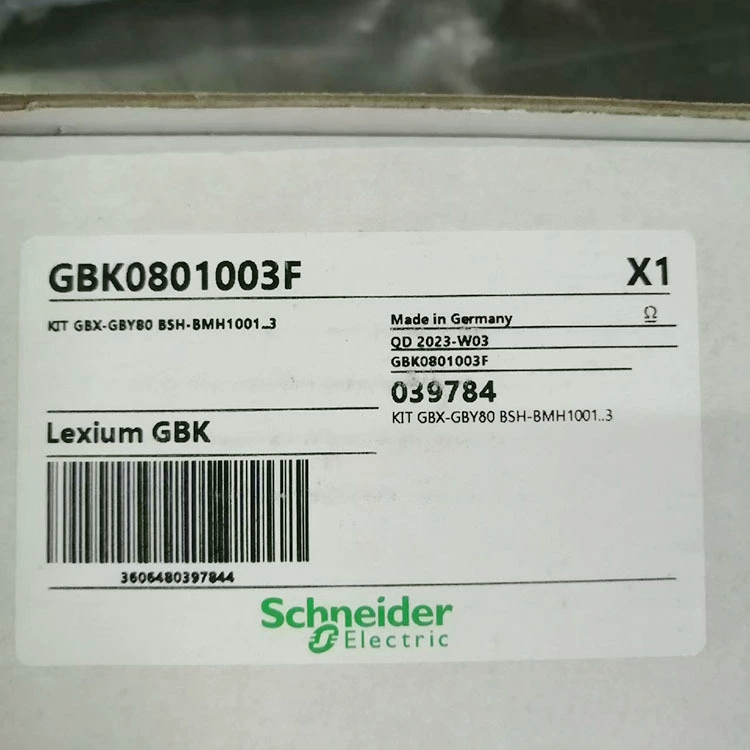 GBK0801003F X1
KIT GBX-GBY80 BSH-BMH1001..3
Made in Germany Ω
QD 2023-W03
GBK0801003F
039784
KIT GBX-GBY80 BSH-BMH1001..3
Lexium GBK
3606480397844
Schneider
Electric